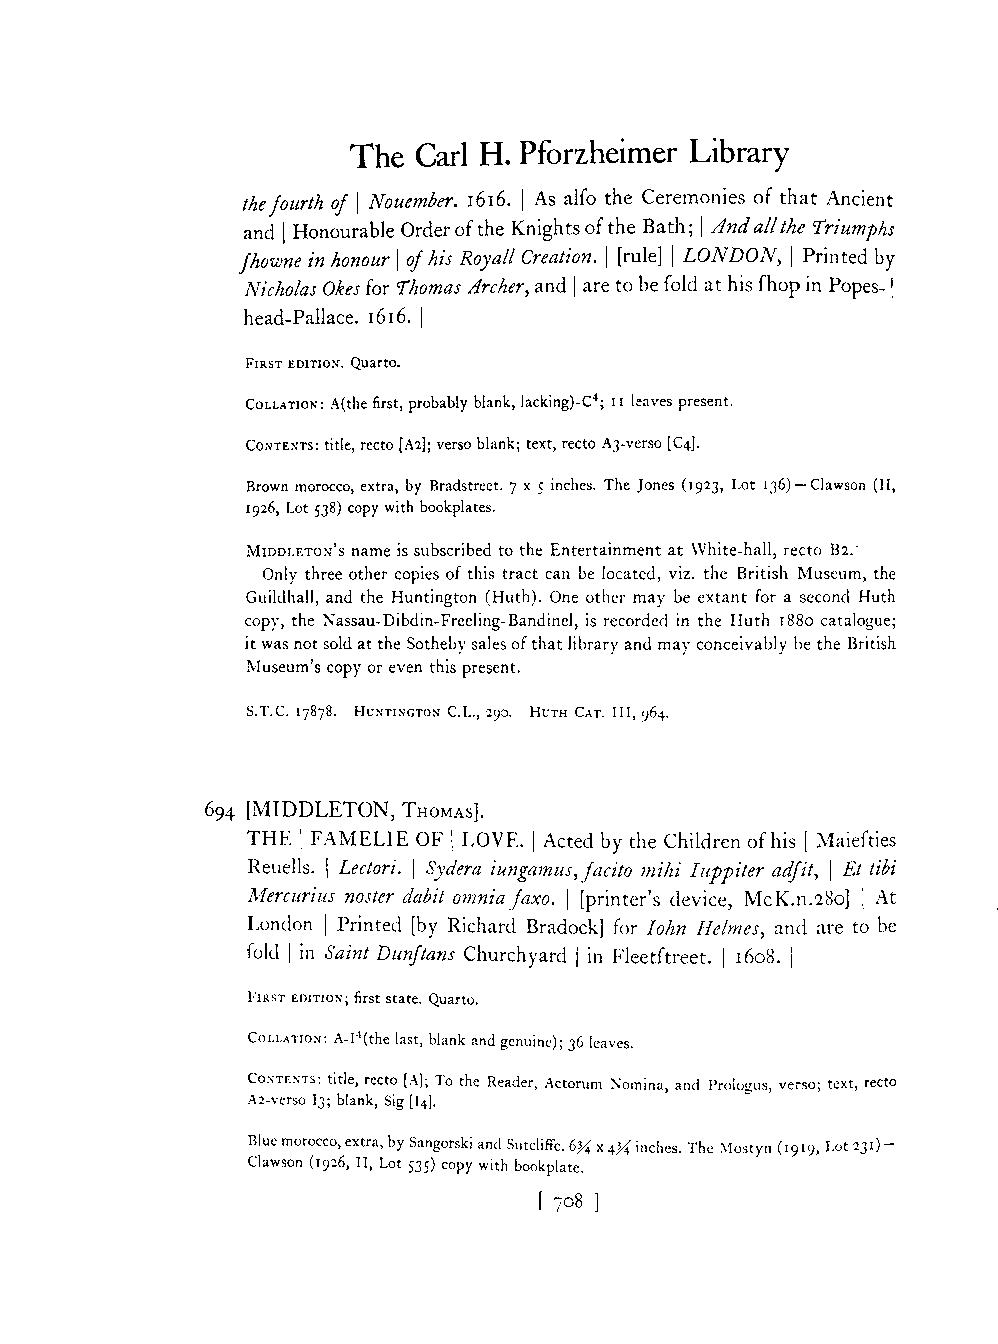 The Carl H. Pforzheimer Library
the ſourth of | Nouember. 1616. | As alſo the Ceremonies of that Ancient
and | Honourable Order of the Knights of the Bath; | And all the Triumphs
ſhowne in honour | of his Royall Creation. | [rule] | LONDON, | Printed by
Nicholas Okes for Thomas Archer, and | are to be ſold at his ſhop in Popes- |
head-Pallace. 1616. |
FIRST EDITION. Quarto.
COLLATION: A(the first, probably blank, lacking)-C⁴; 11 leaves present.
CONTENTS: title, recto [A2]; verso blank; text, recto A3-verso [C4].
Brown morocco, extra, by Bradstreet. 7 x 5 inches. The Jones (1923, Lot 136)—Clawson (II,
1926, Lot 538) copy with bookplates.
MIDDLETON's name is subscribed to the Entertainment at White-hall, recto B2.
Only three other copies of this tract can be located, viz. the British Museum, the
Guildhall, and the Huntington (Huth). One other may be extant for a second Huth
copy, the Nassau-Dibdin-Freeling-Bandinel, is recorded in the Huth 1880 catalogue;
it was not sold at the Sotheby sales of that library and may conceivably be the British
Museum's copy or even this present.
S.T.C. 17878. HUNTINGTON C.L., 290. HUTH CAT. III, 964.
694 [MIDDLETON, THOMAS].
THE | FAMELIE OF | LOVE. | Acted by the Children of his | Maieſties
Reuells. | Lectori. | Sydera iungamus, facito mihi Iuppiter adſit, | Et tibi
Mercurius noster dabit omnia faxo. | [printer's device, McK.n.280] | At
London | Printed [by Richard Bradock] for Iohn Helmes, and are to be
ſold | in Saint Dunſtans Churchyard | in Fleetſtreet. | 1608. |
FIRST EDITION; first state. Quarto.
COLLATION: A-I⁴(the last, blank and genuine); 36 leaves.
CONTENTS: title, recto [A]; To the Reader, Actorum Nomina, and Prologus, verso; text, recto
A2-verso I3; blank, Sig [I4].
Blue morocco, extra, by Sangorski and Sutcliffe. 6¾ x 4¾ inches. The Mostyn (1919, Lot 231)—
Clawson (1926, II, Lot 535) copy with bookplate.
[ 708 ]